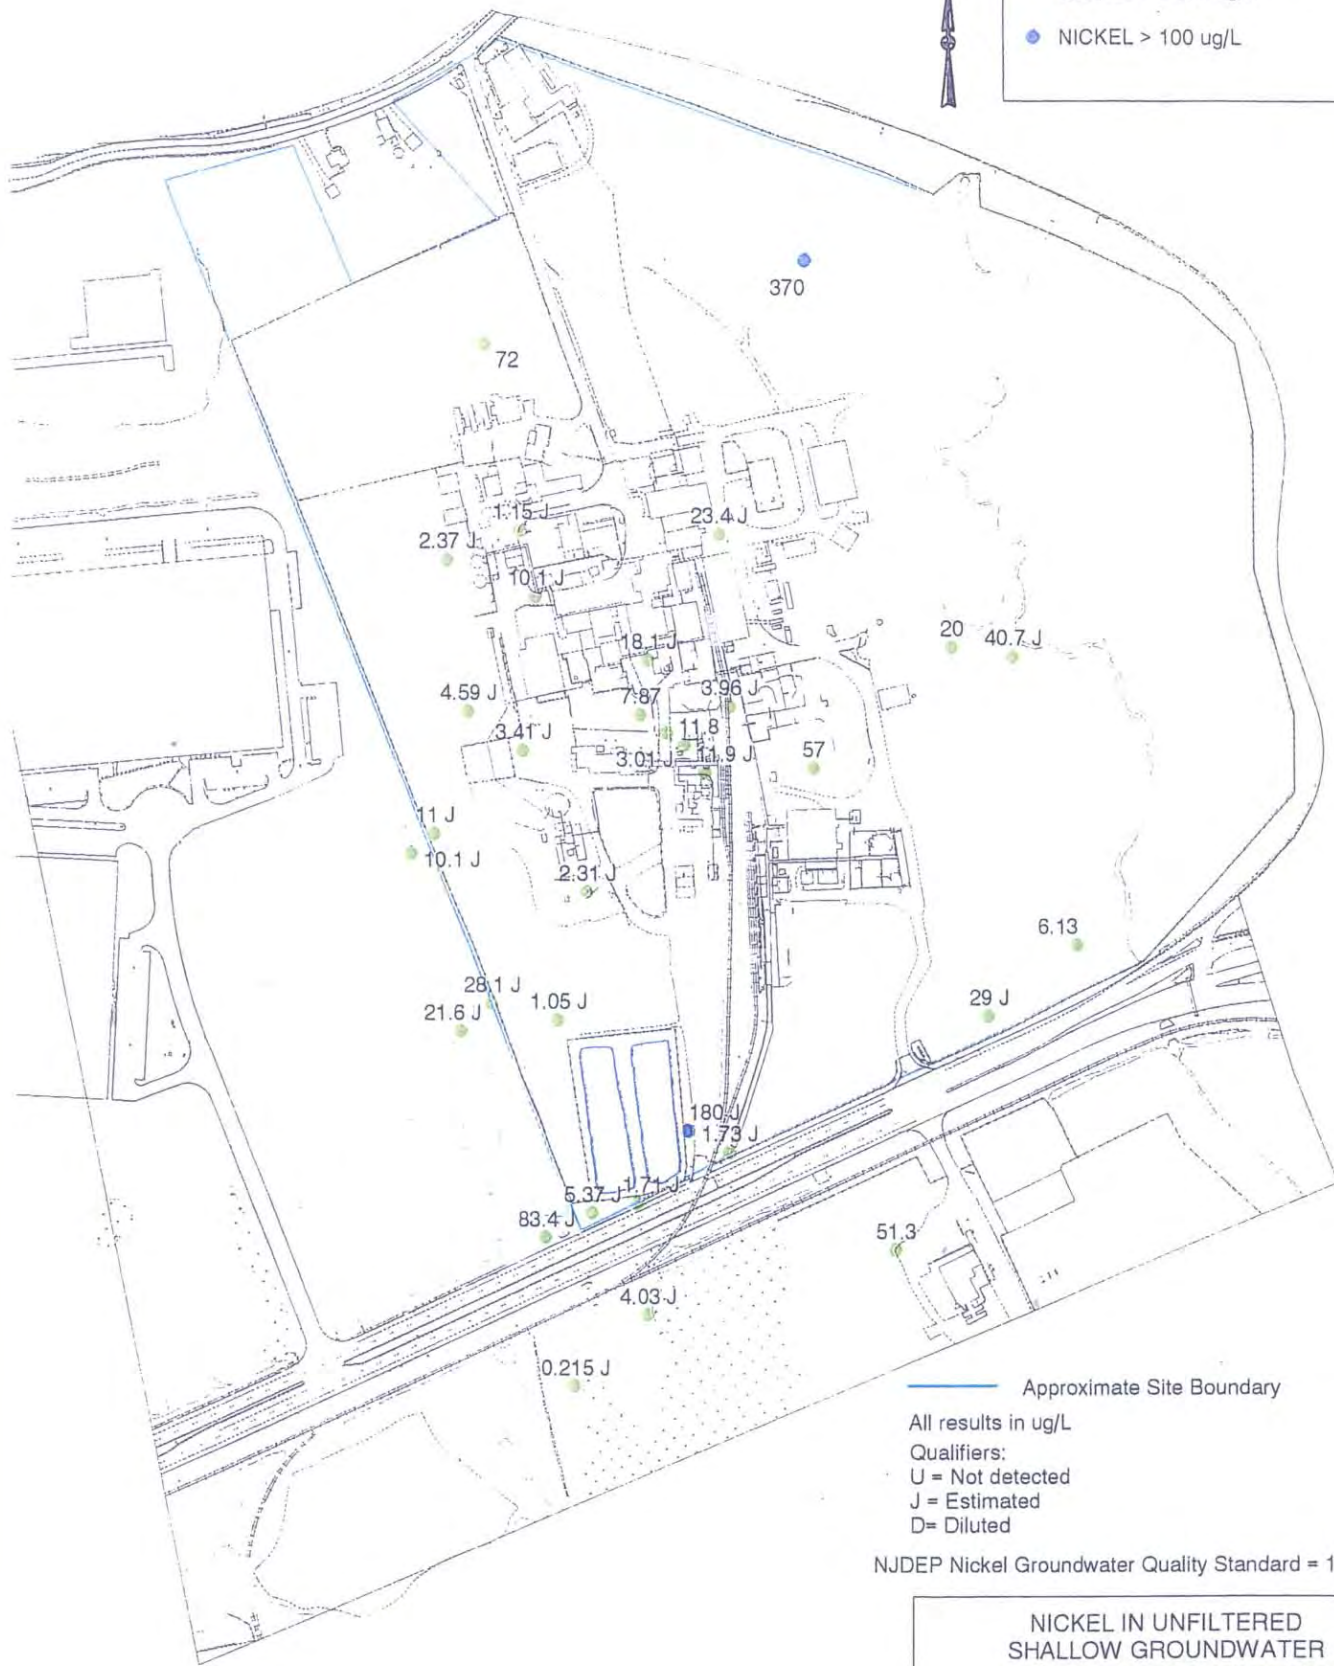 NICKEL > 100 ug/L
370
72
1.15 J
23.4 J
2.37 J
10.1 J
18.1 J
20
40.7 J
4.59 J
7.87
3.96 J
3.41 J
11.8
3.01 J
11.9 J
57
11 J
10.1 J
2.31 J
6.13
28.1 J
1.05 J
21.6 J
29 J
180 J
1.73 J
5.37 J
1.71 J
83.4 J
51.3
4.03 J
0.215 J
Approximate Site Boundary
All results in ug/L
Qualifiers:
U = Not detected
J = Estimated
D= Diluted
NJDEP Nickel Groundwater Quality Standard = 1
NICKEL IN UNFILTERED
SHALLOW GROUNDWATER